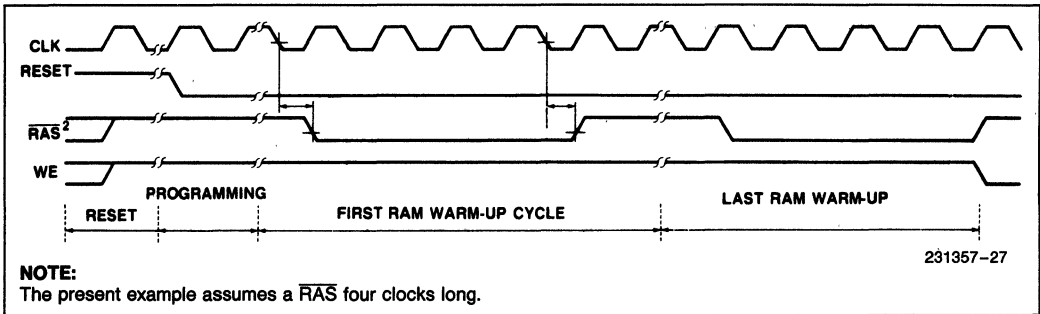 CLK
RESET
RAS²
WE
PROGRAMMING
RESET
FIRST RAM WARM-UP CYCLE
LAST RAM WARM-UP
231357–27
NOTE:
The present example assumes a RAS four clocks long.